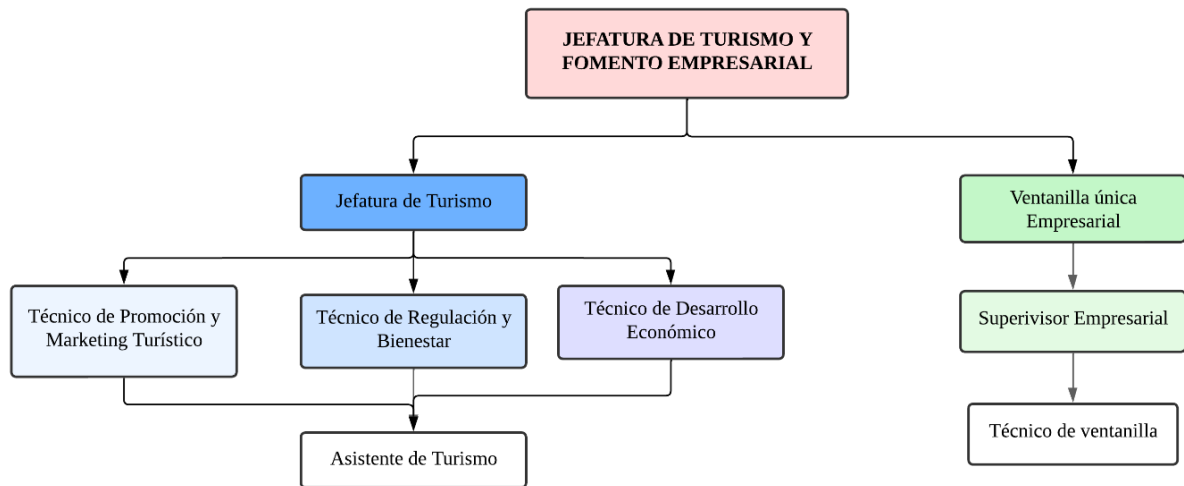 JEFATURA DE TURISMO Y
FOMENTO EMPRESARIAL
Jefatura de Turismo
Ventanilla única
Empresarial
Técnico de Promoción y
Marketing Turístico
Técnico de Regulación y
Bienestar
Técnico de Desarrollo
Económico
Superivisor Empresarial
Asistente de Turismo
Técnico de ventanilla